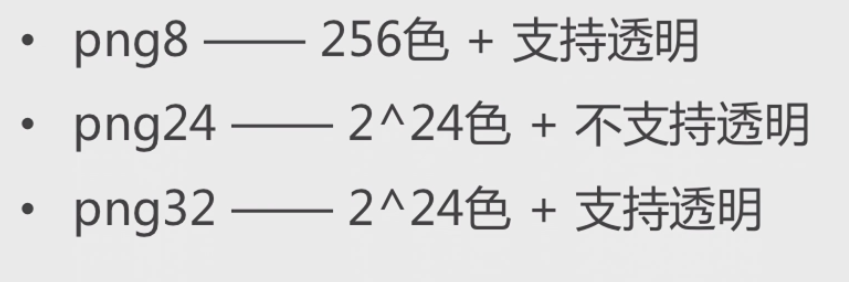 • png8 —— 256色 + 支持透明
• png24 —— 2^24色 + 不支持透明
• png32 —— 2^24色 + 支持透明